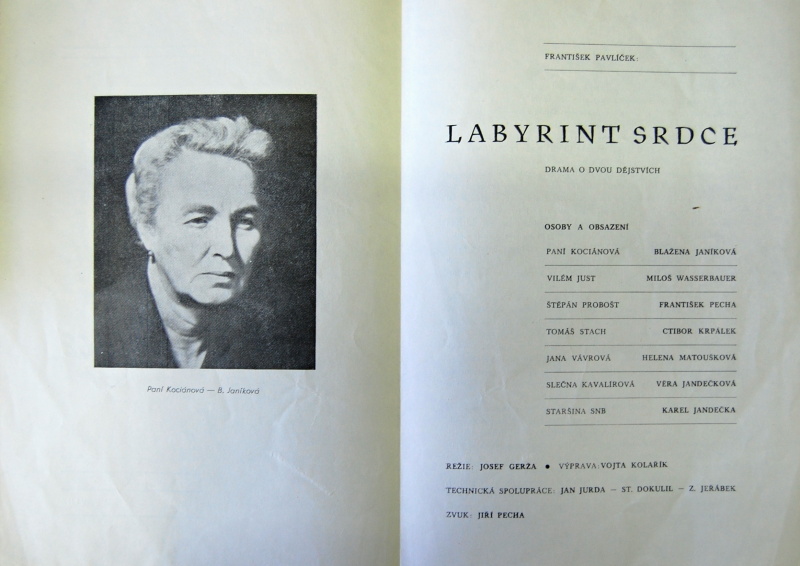 Paní Kociánová — B. Janíková
FRANTIŠEK PAVLÍČEK:
LABYRINT SRDCE
DRAMA O DVOU DĚJSTVÍCH
OSOBY A OBSAZENÍ
PANÍ KOCIÁNOVÁ BLAŽENA JANÍKOVÁ
VILÉM JUST MILOŠ WASSERBAUER
ŠTĚPÁN PROBOŠT FRANTIŠEK PECHA
TOMÁŠ STACH CTIBOR KRPÁLEK
JANA VÁVROVÁ HELENA MATOUŠKOVÁ
SLEČNA KAVALÍROVÁ VĚRA JANDEČKOVÁ
STARŠINA SNB KAREL JANDEČKA
REŽIE: JOSEF GERŽA ● VÝPRAVA: VOJTA KOLAŘÍK
TECHNICKÁ SPOLUPRÁCE: JAN JURDA — ST. DOKULIL — Z. JEŘÁBEK
ZVUK: JIŘÍ PECHA